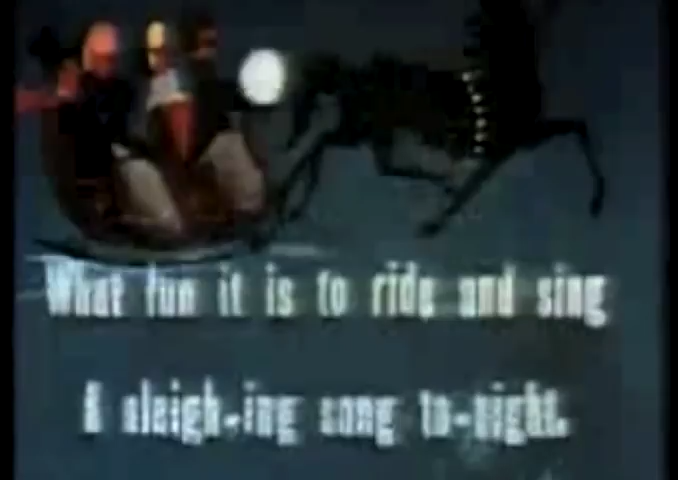 What fun it is to ride and sing
A sleigh-ing song to-night.